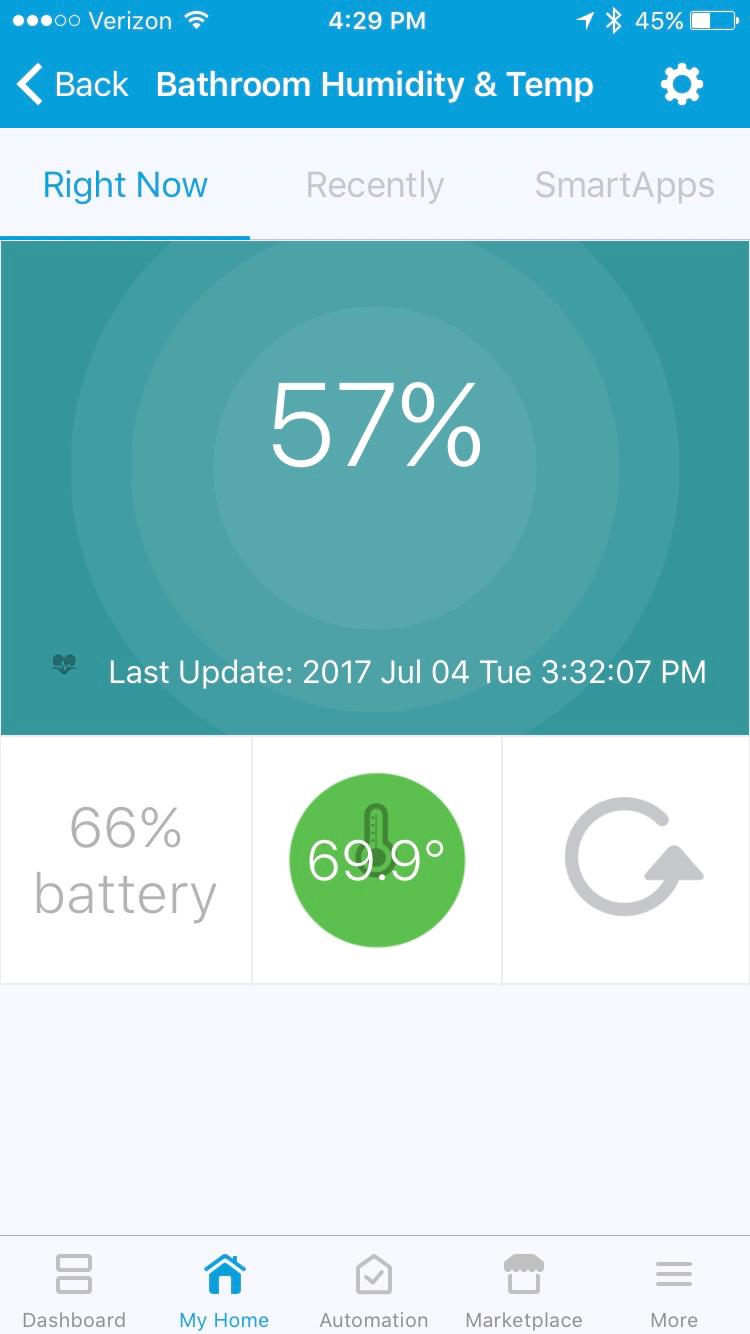 Verizon 4:29 PM 45%
Back Bathroom Humidity & Temp
Right Now Recently SmartApps
57%
Last Update: 2017 Jul 04 Tue 3:32:07 PM
66%
battery
69.9°
Dashboard My Home Automation Marketplace More